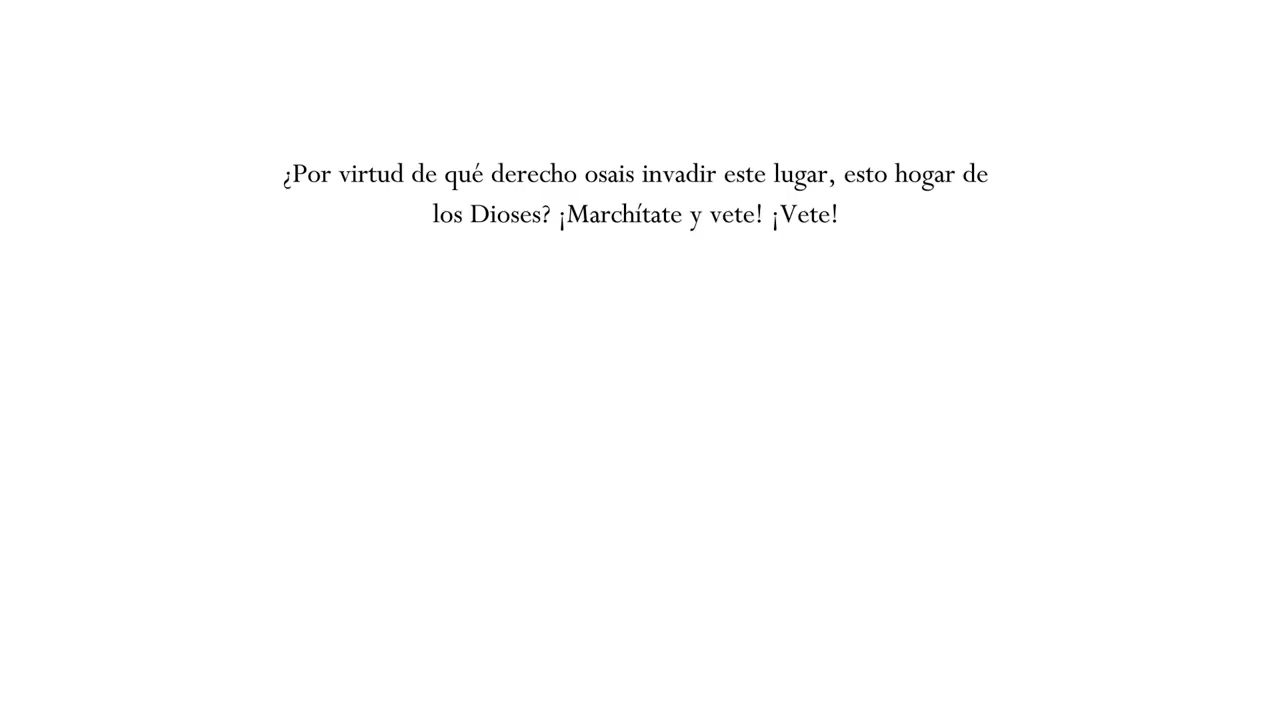 ¿Por virtud de qué derecho osais invadir este lugar, esto hogar de
los Dioses? ¡Marchítate y vete! ¡Vete!